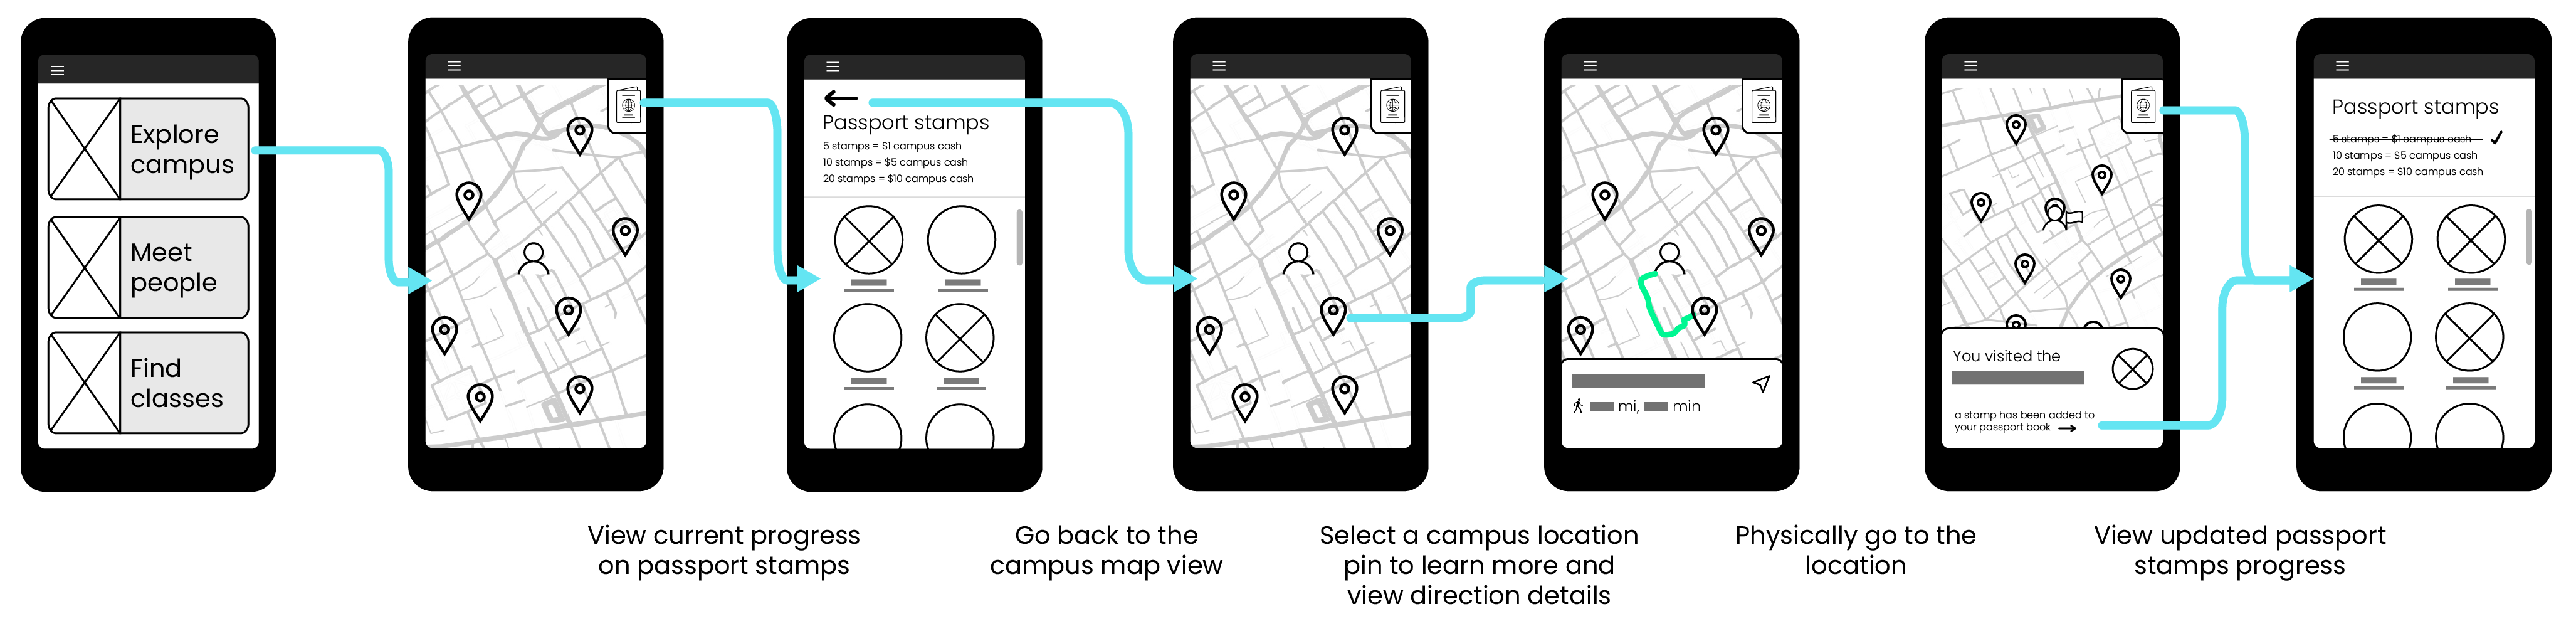 Explore
campus
Meet
people
Find
classes
Passport stamps
5 stamps = $1 campus cash
10 stamps = $5 campus cash
20 stamps = $10 campus cash
mi, min
You visited the
a stamp has been added to
your passport book
Passport stamps
5 stamps = $1 campus cash
10 stamps = $5 campus cash
20 stamps = $10 campus cash
View current progress
on passport stamps
Go back to the
campus map view
Select a campus location
pin to learn more and
view direction details
Physically go to the
location
View updated passport
stamps progress